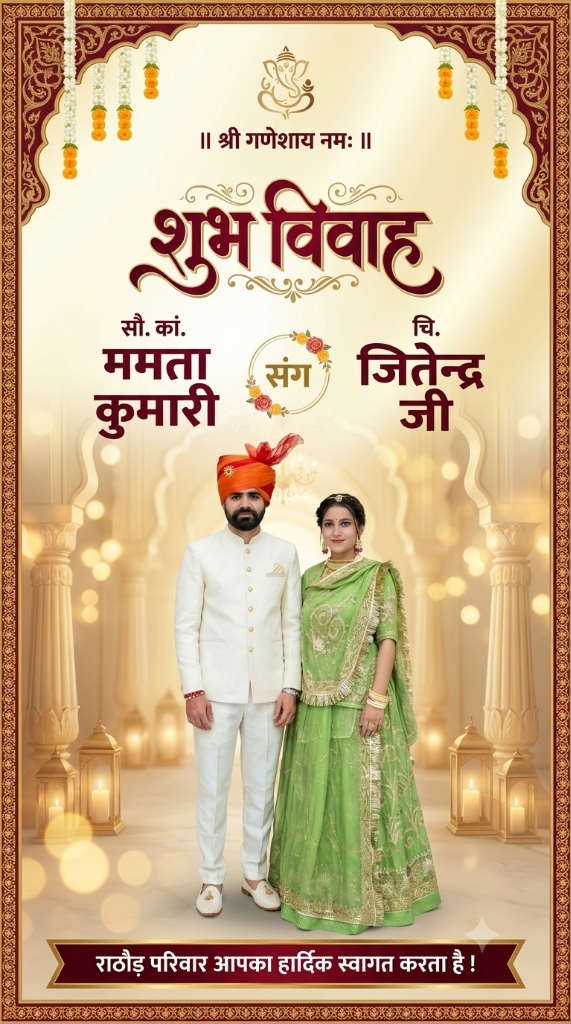 ॥ श्री गणेशाय नमः ॥
शुभ विवाह
सौ. कां.
ममता
कुमारी
संग
चि.
जितेन्द्र
जी
राठौड़ परिवार आपका हार्दिक स्वागत करता है !